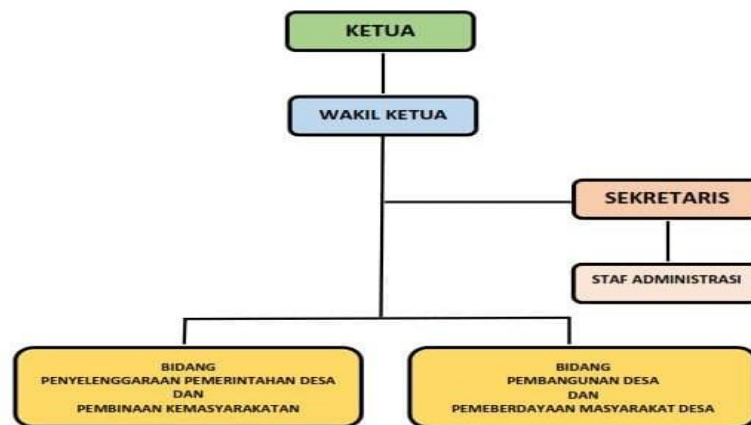 KETUA
WAKIL KETUA
SEKRETARIS
STAF ADMINISTRASI
BIDANG
PENYELENGGARAAN PEMERINTAHAN DESA
DAN
PEMBINAAN KEMASYARAKATAN
BIDANG
PEMBANGUNAN DESA
DAN
PEMEBERDAYAAN MASYARAKAT DESA